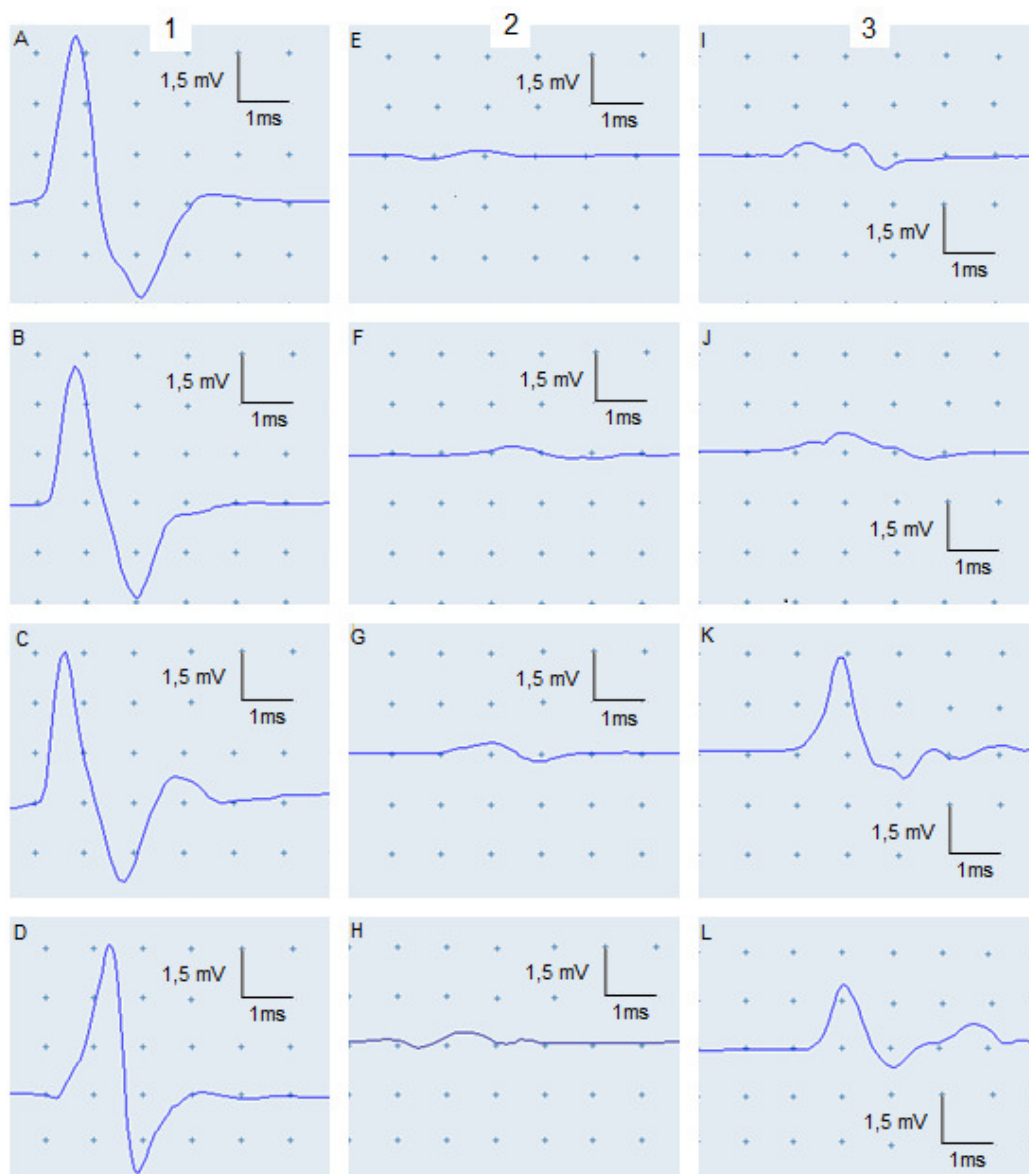 1 2 3
A 1,5 mV 1ms
E 1,5 mV 1ms
I 1,5 mV 1ms
B 1,5 mV 1ms
F 1,5 mV 1ms
J 1,5 mV 1ms
C 1,5 mV 1ms
G 1,5 mV 1ms
K 1,5 mV 1ms
D 1,5 mV 1ms
H 1,5 mV 1ms
L 1,5 mV 1ms